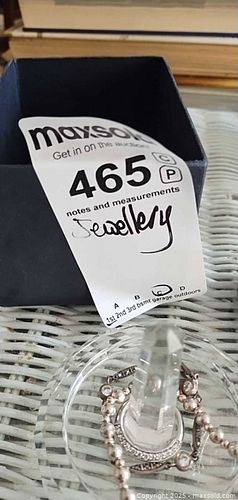 maxsold
Get in on the auction
465 C
P
notes and measurements
Jewellery
A B C D
1st 2nd 3rd bsmt garage outdoors
Copyright 2025 - MaxSold.com